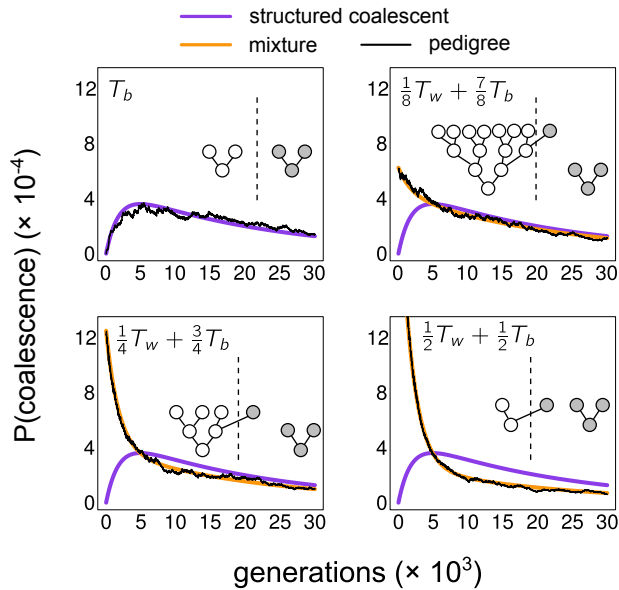 structured coalescent
mixture
pedigree
P(coalescence) (× 10⁻⁴)
T_b
12
8
4
0
0 5 10 15 20 25 30
1/8 T_w + 7/8 T_b
12
8
4
0
0 5 10 15 20 25 30
1/4 T_w + 3/4 T_b
12
8
4
0
0 5 10 15 20 25 30
1/2 T_w + 1/2 T_b
12
8
4
0
0 5 10 15 20 25 30
generations (× 10³)